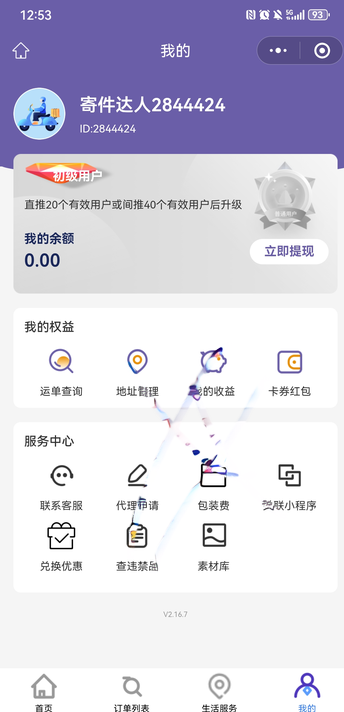 12:53
5G
93
我的
寄件达人2844424
ID:2844424
初级用户
直推20个有效用户或间推40个有效用户后升级
普通用户
我的余额
0.00
立即提现
我的权益
运单查询
地址管理
我的收益
卡券红包
服务中心
联系客服
代理申请
包装费
关联小程序
兑换优惠
查违禁品
素材库
V2.16.7
首页
订单列表
生活服务
我的